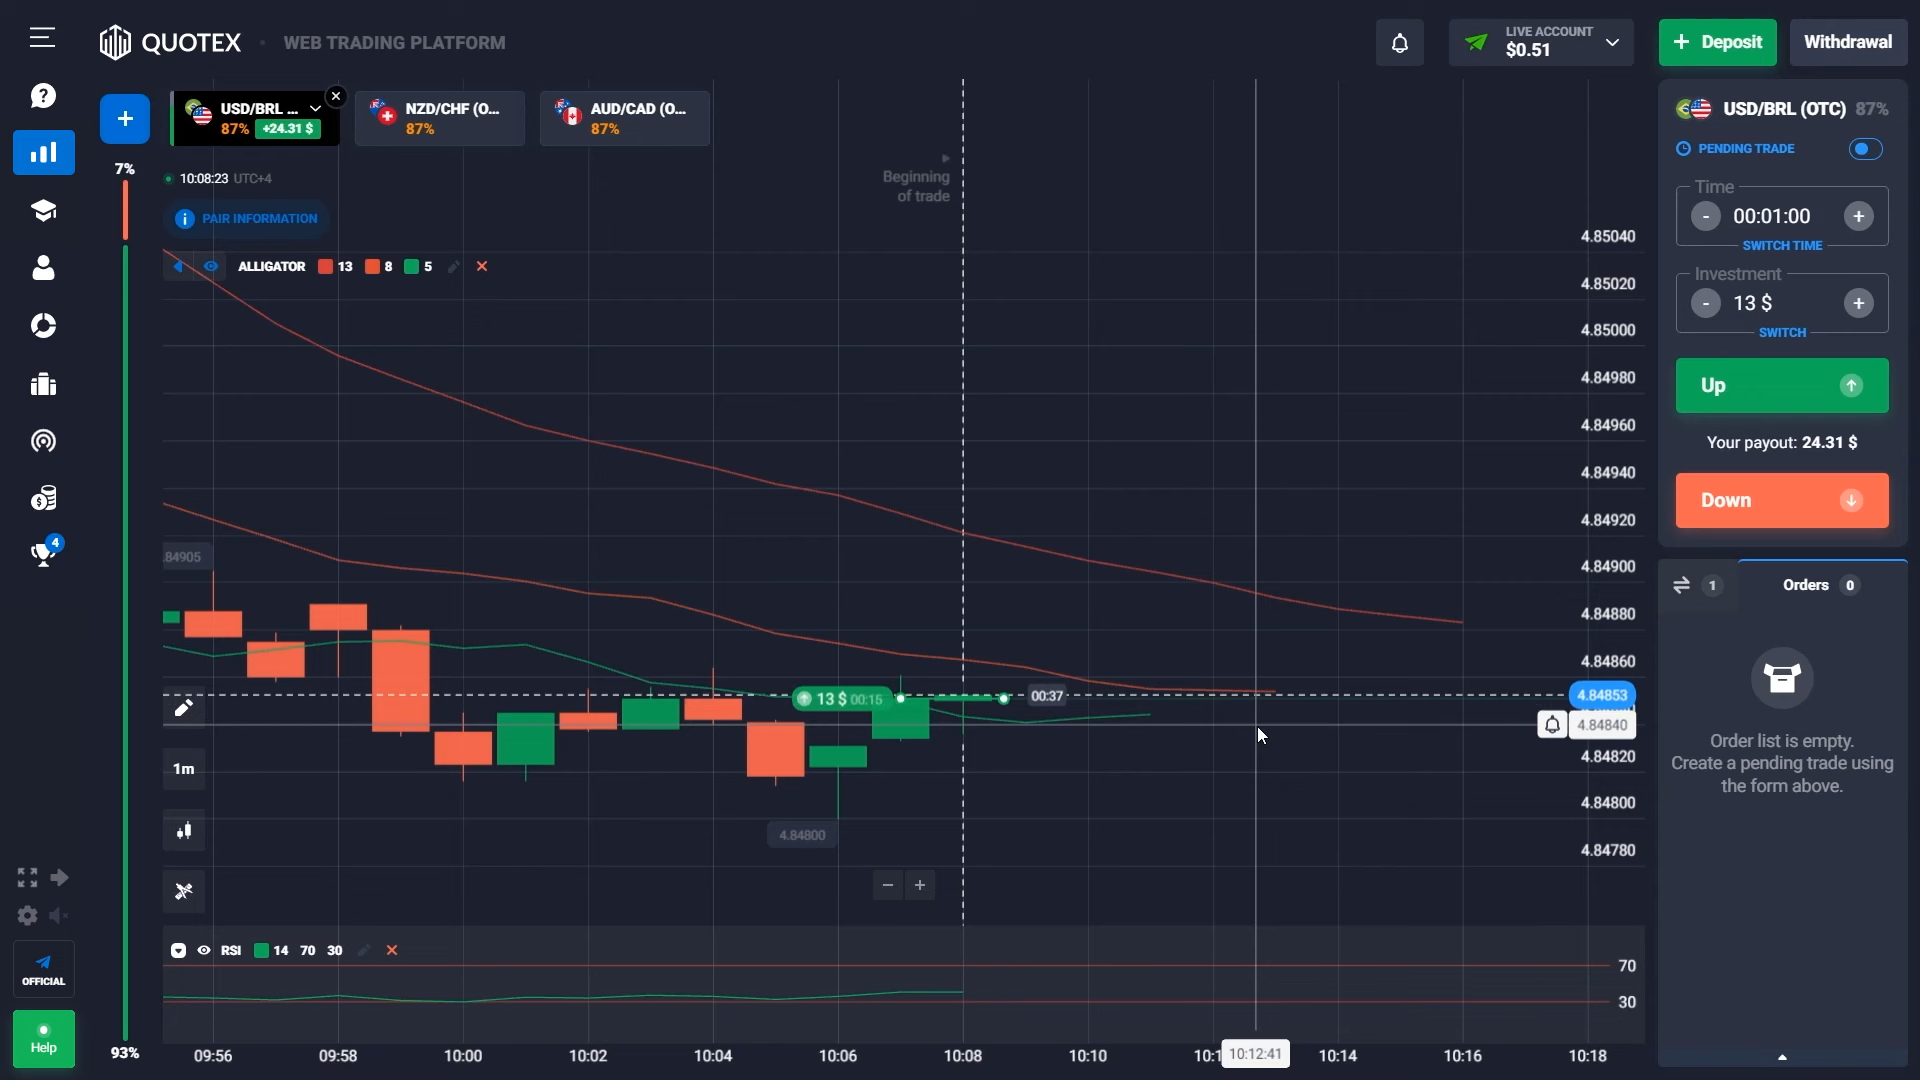 QUOTEX
WEB TRADING PLATFORM
LIVE ACCOUNT
$0.51
+ Deposit
Withdrawal
USD/BRL ...
87% +24.31 $
NZD/CHF (O...
87%
AUD/CAD (O...
87%
USD/BRL (OTC) 87%
PENDING TRADE
Time
- 00:01:00 +
SWITCH TIME
Investment
- 13 $ +
SWITCH
Up
Your payout: 24.31 $
Down
1
Orders 0
Order list is empty.
Create a pending trade using
the form above.
7%
10:08:23 UTC+4
i PAIR INFORMATION
Beginning
of trade
ALLIGATOR 13 8 5
4.85040
4.85020
4.85000
4.84980
4.84960
4.84940
4.84920
4.84900
4.84880
4.84860
4.84853
4.84840
4.84820
4.84800
4.84780
.84905
13 $ 00:15
00:37
4.84800
1m
- +
4
RSI 14 70 30
70
30
OFFICIAL
Help
93%
09:56
09:58
10:00
10:02
10:04
10:06
10:08
10:10
10:1
10:12:41
10:14
10:16
10:18